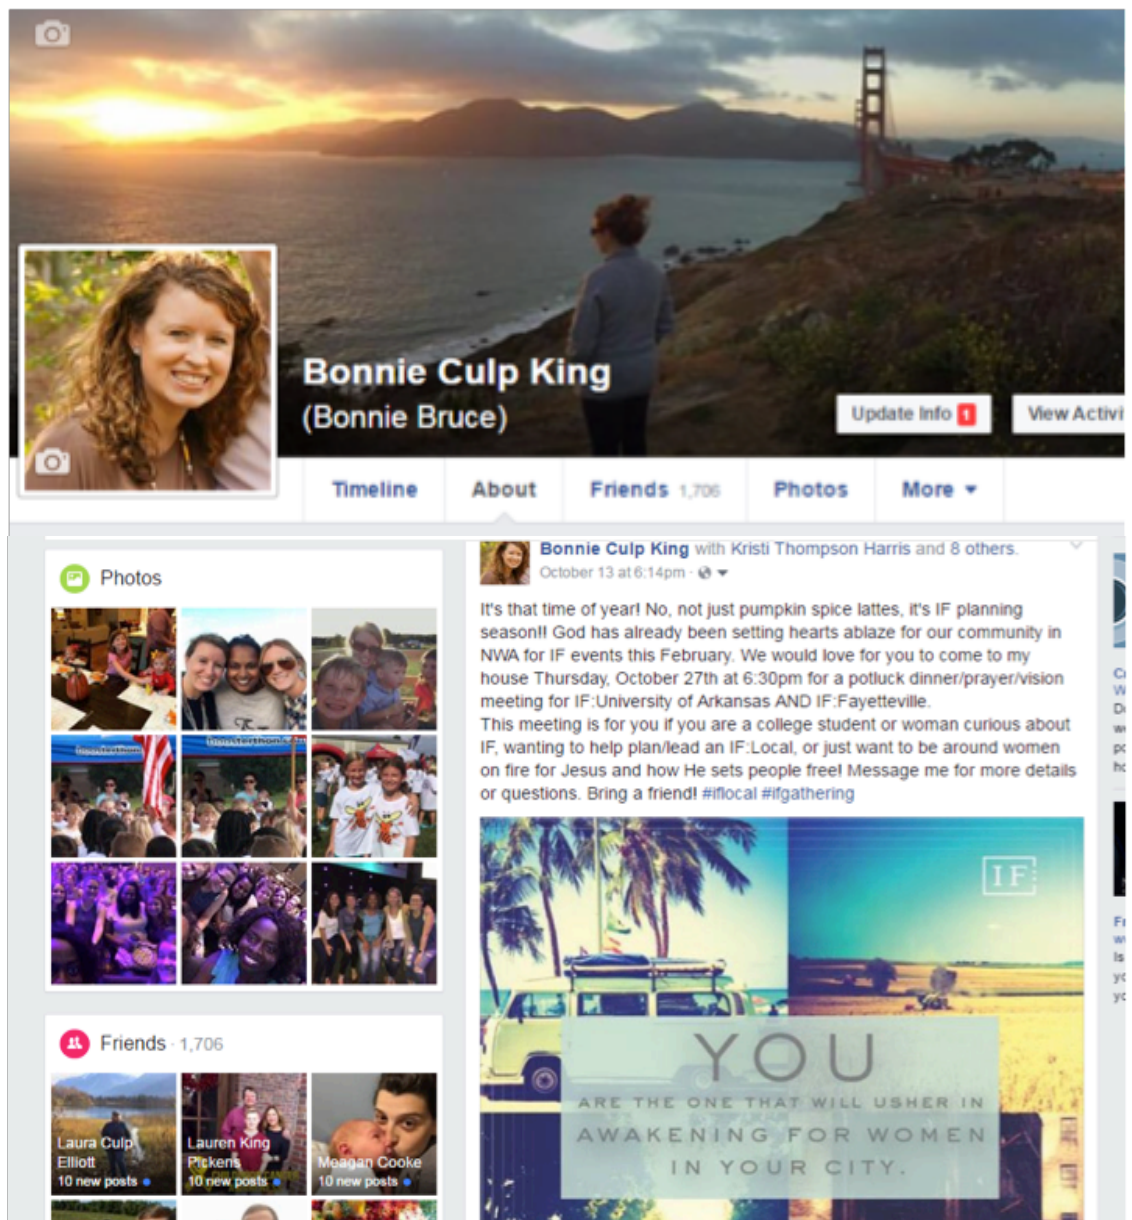 Bonnie Culp King
(Bonnie Bruce)
Update Info 1
View Activi
Timeline
About
Friends 1,706
Photos
More
Photos
boosterthon
boosterthon.com
Friends · 1,706
Laura Culp
Elliott
10 new posts
Lauren King
Pickens
10 new posts
Meagan Cooke
10 new posts
Bonnie Culp King with Kristi Thompson Harris and 8 others.
October 13 at 6:14pm ·
It's that time of year! No, not just pumpkin spice lattes, it's IF planning
season!! God has already been setting hearts ablaze for our community in
NWA for IF events this February. We would love for you to come to my
house Thursday, October 27th at 6:30pm for a potluck dinner/prayer/vision
meeting for IF:University of Arkansas AND IF:Fayetteville.
This meeting is for you if you are a college student or woman curious about
IF, wanting to help plan/lead an IF:Local, or just want to be around women
on fire for Jesus and how He sets people free! Message me for more details
or questions. Bring a friend! #iflocal #ifgathering
IF:
YOU
ARE THE ONE THAT WILL USHER IN
AWAKENING FOR WOMEN
IN YOUR CITY.